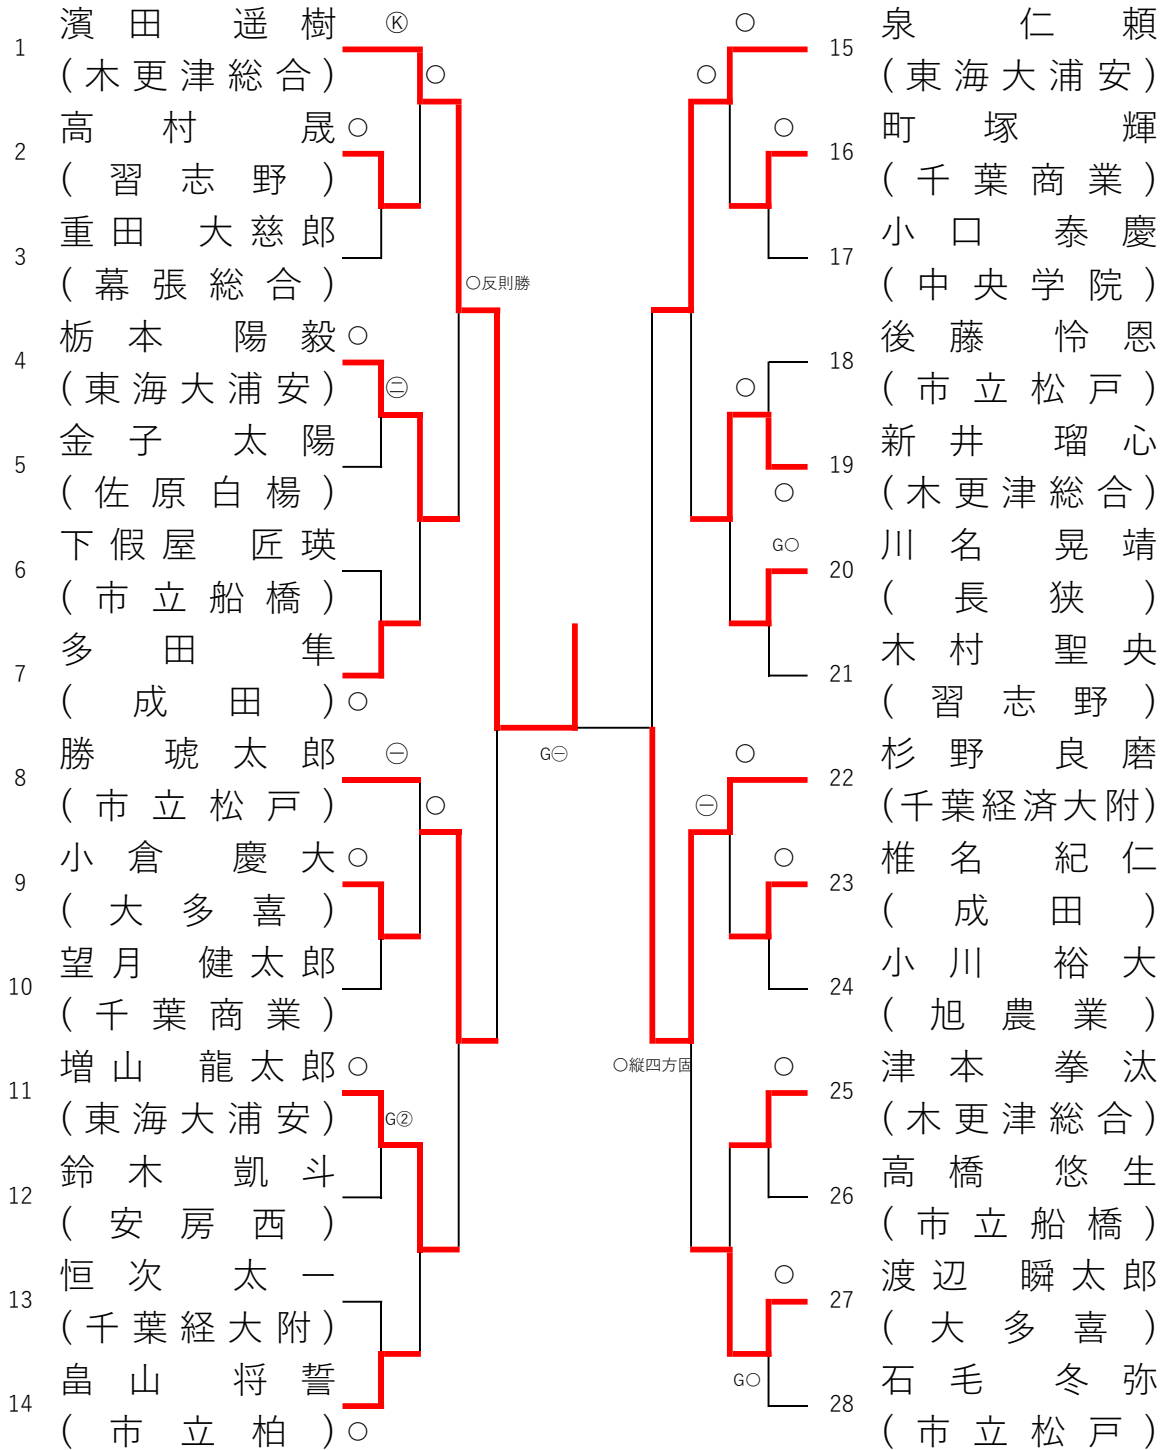 濱田 遥樹 Ⓚ
1
(木更津総合) ○
高村 晟 ○
2
(習志野)
重田 大慈郎
3
(幕張総合) ○反則勝
栃本 陽毅 ○
4
(東海大浦安) ㊁
金子 太陽
5
(佐原白楊)
下假屋 匠瑛
6
(市立船橋)
多田 隼
7
(成田) ○
G㊀
勝 琥太郎 ㊀
8
(市立松戸) ○
小倉 慶大 ○
9
(大多喜)
望月 健太郎
10
(千葉商業)
増山 龍太郎 ○
11
(東海大浦安) G②
鈴木 凱斗
12
(安房西)
恒次 太一
13
(千葉経大附)
畠山 将誓
14
(市立柏) ○
○ 泉 仁頼
15
○ (東海大浦安)
○ 町塚 輝
16
(千葉商業)
小口 泰慶
17
(中央学院)
後藤 怜恩
18
○ (市立松戸)
新井 瑠心
19
○ (木更津総合)
G○ 川名 晃靖
20
(長狭)
木村 聖央
21
(習志野)
○ 杉野 良磨
22
㊀ (千葉経済大附)
○ 椎名 紀仁
23
(成田)
小川 裕大
24
(旭農業)
○縦四方固
○ 津本 拳汰
25
(木更津総合)
高橋 悠生
26
(市立船橋)
○ 渡辺 瞬太郎
27
(大多喜)
G○ 石毛 冬弥
28
(市立松戸)